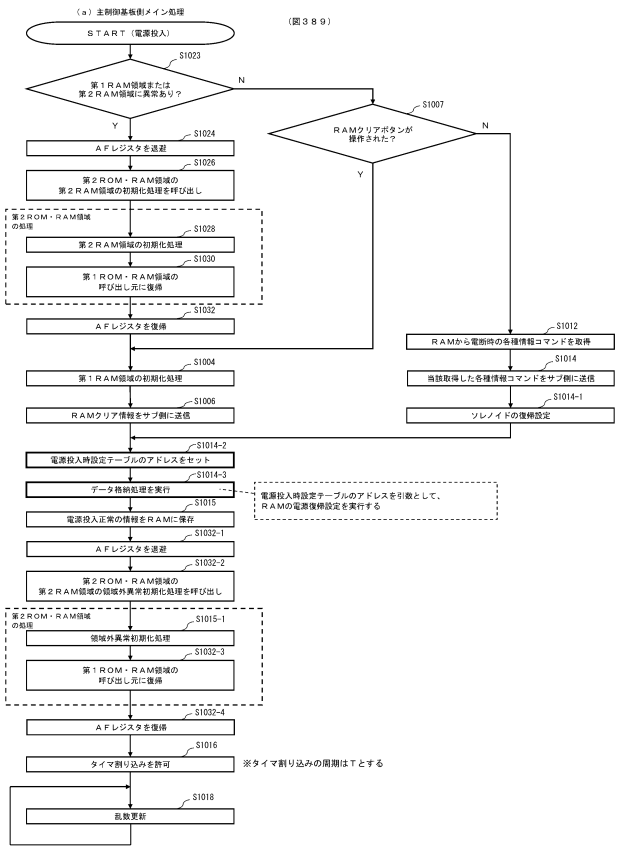 （ａ）主制御基板側メイン処理
（図３８９）
ＳＴＡＲＴ（電源投入）
S1023
第１ＲＡＭ領域または
第２ＲＡＭ領域に異常あり？
N
Y
S1007
ＲＡＭクリアボタンが
操作された？
N
Y
S1024
ＡＦレジスタを退避
S1026
第２ＲＯＭ・ＲＡＭ領域の
第２ＲＡＭ領域の初期化処理を呼び出し
第２ＲＯＭ・ＲＡＭ領域
の処理
S1028
第２ＲＡＭ領域の初期化処理
S1030
第１ＲＯＭ・ＲＡＭ領域の
呼び出し元に復帰
S1032
ＡＦレジスタを復帰
S1012
ＲＡＭから電断時の各種情報コマンドを取得
S1004
第１ＲＡＭ領域の初期化処理
S1014
当該取得した各種情報コマンドをサブ側に送信
S1006
ＲＡＭクリア情報をサブ側に送信
S1014-1
ソレノイドの復帰設定
S1014-2
電源投入時設定テーブルのアドレスをセット
S1014-3
データ格納処理を実行
電源投入時設定テーブルのアドレスを引数として、
ＲＡＭの電源復帰設定を実行する
S1015
電源投入正常の情報をＲＡＭに保存
S1032-1
ＡＦレジスタを退避
S1032-2
第２ＲＯＭ・ＲＡＭ領域の
第２ＲＡＭ領域の領域外異常初期化処理を呼び出し
第２ＲＯＭ・ＲＡＭ領域
の処理
S1015-1
領域外異常初期化処理
S1032-3
第１ＲＯＭ・ＲＡＭ領域の
呼び出し元に復帰
S1032-4
ＡＦレジスタを復帰
S1016
タイマ割り込みを許可
※タイマ割り込みの周期はＴとする
S1018
乱数更新